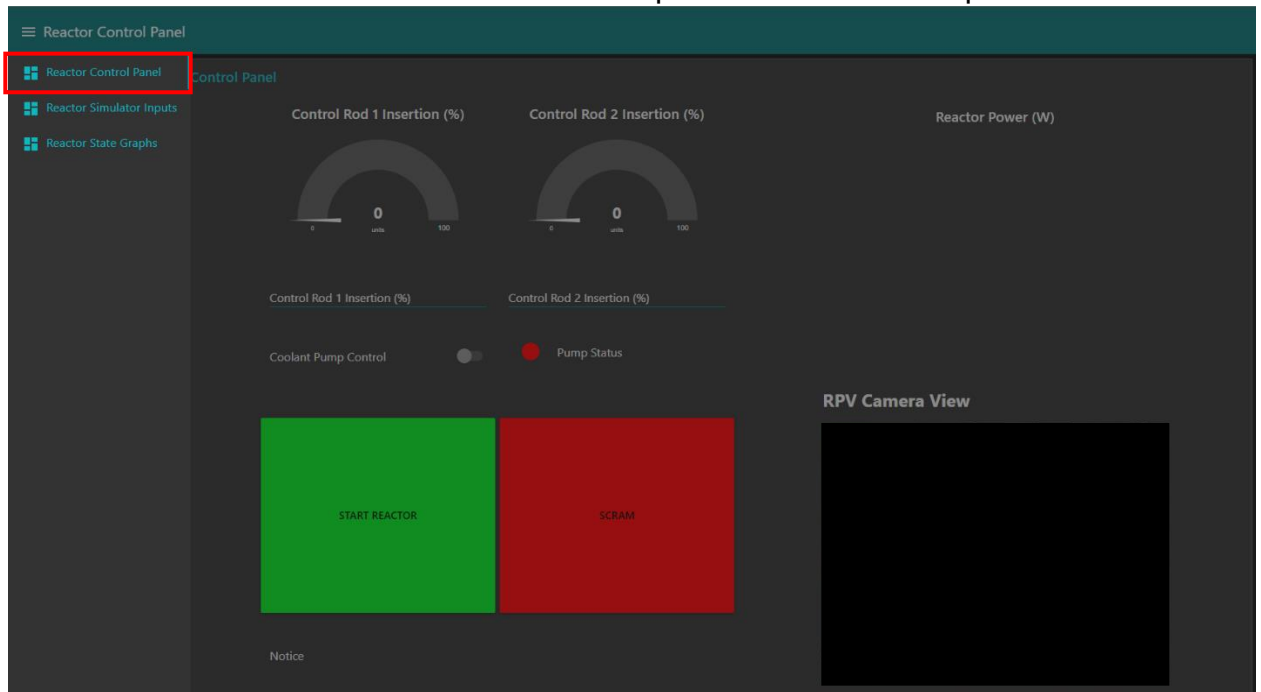 Reactor Control Panel
Reactor Control Panel
Reactor Simulator Inputs
Reactor State Graphs
Control Panel
Control Rod 1 Insertion (%)
Control Rod 2 Insertion (%)
Reactor Power (W)
0
units
0
100
0
units
0
100
Control Rod 1 Insertion (%)
Control Rod 2 Insertion (%)
Coolant Pump Control
Pump Status
RPV Camera View
START REACTOR
SCRAM
Notice